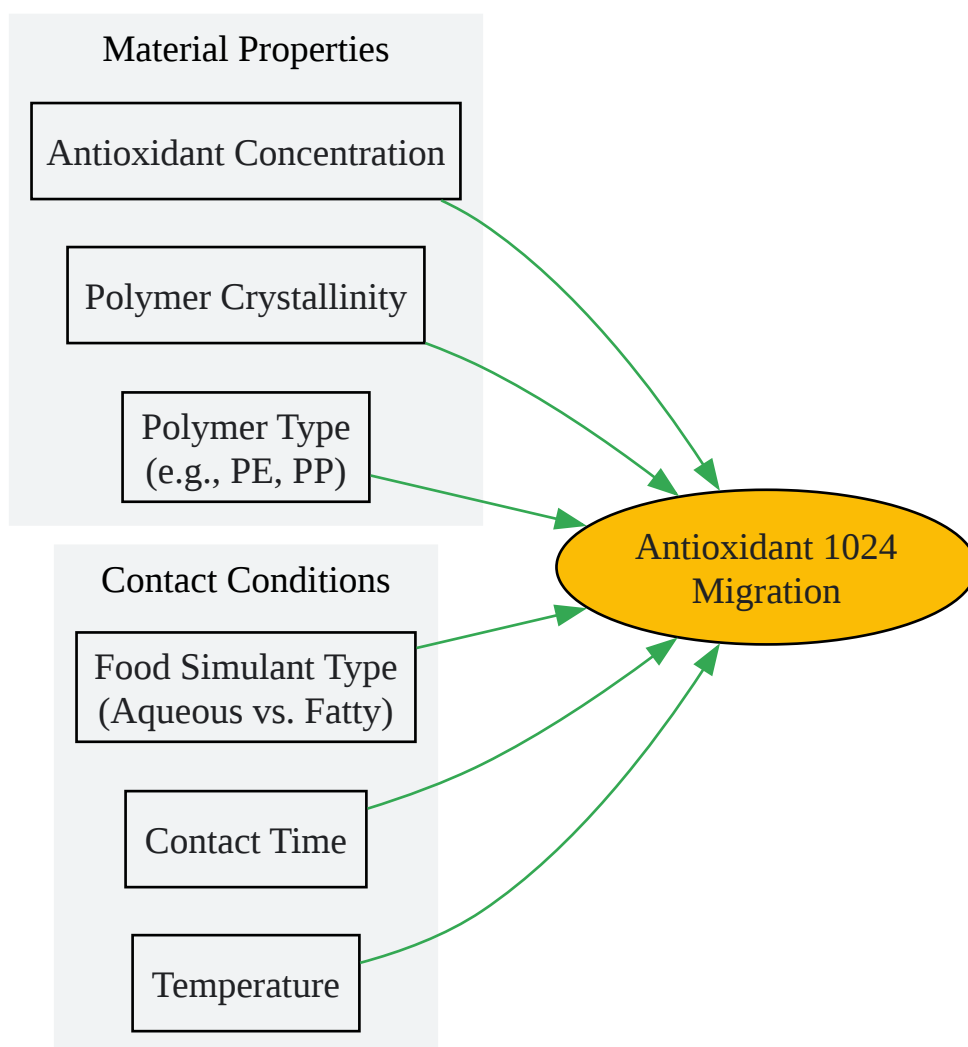 Material Properties
Antioxidant Concentration
Polymer Crystallinity
Polymer Type
(e.g., PE, PP)
Antioxidant 1024
Migration
Contact Conditions
Food Simulant Type
(Aqueous vs. Fatty)
Contact Time
Temperature